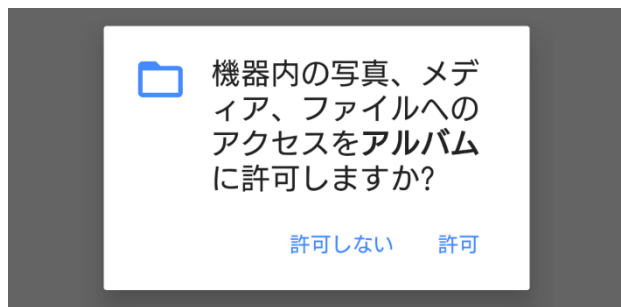 機器内の写真、メデ
ィア、ファイルへの
アクセスをアルバム
に許可しますか?
許可しない 許可